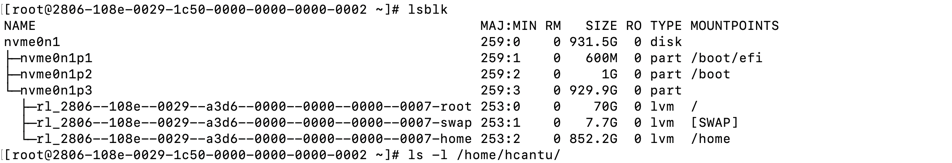 [root@2806-108e-0029-1c50-0000-0000-0000-0002 ~]# lsblk
NAME                                              MAJ:MIN RM   SIZE RO TYPE MOUNTPOINTS
nvme0n1                                           259:0    0 931.5G  0 disk
├─nvme0n1p1                                       259:1    0   600M  0 part /boot/efi
├─nvme0n1p2                                       259:2    0     1G  0 part /boot
└─nvme0n1p3                                       259:3    0 929.9G  0 part
  ├─rl_2806--108e--0029--a3d6--0000--0000--0000--0007-root 253:0    0    70G  0 lvm  /
  ├─rl_2806--108e--0029--a3d6--0000--0000--0000--0007-swap 253:1    0   7.7G  0 lvm  [SWAP]
  └─rl_2806--108e--0029--a3d6--0000--0000--0000--0007-home 253:2    0 852.2G  0 lvm  /home
[root@2806-108e-0029-1c50-0000-0000-0000-0002 ~]# ls -l /home/hcantu/